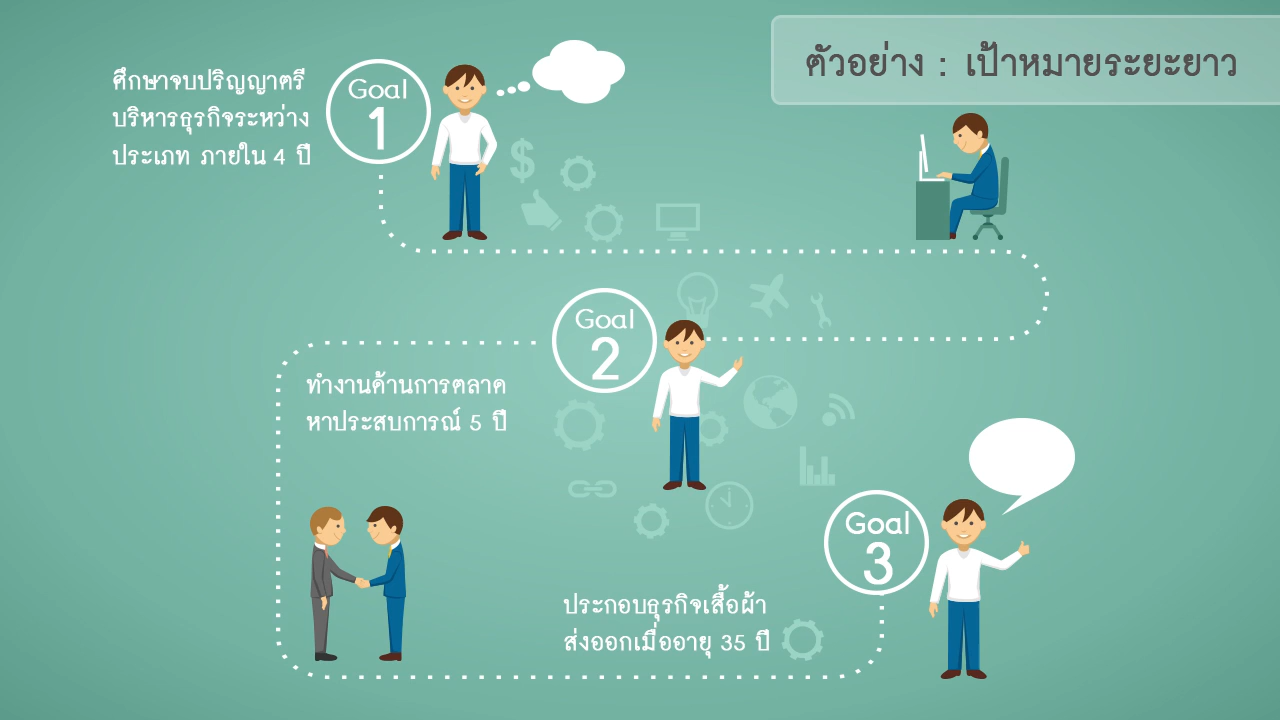 ตัวอย่าง : เป้าหมายระยะยาว
ศึกษาจบปริญญาตรี
บริหารธุรกิจระหว่าง
ประเภท ภายใน 4 ปี
Goal
1
Goal
2
ทำงานด้านการตลาด
หาประสบการณ์ 5 ปี
Goal
3
ประกอบธุรกิจเสื้อผ้า
ส่งออกเมื่ออายุ 35 ปี